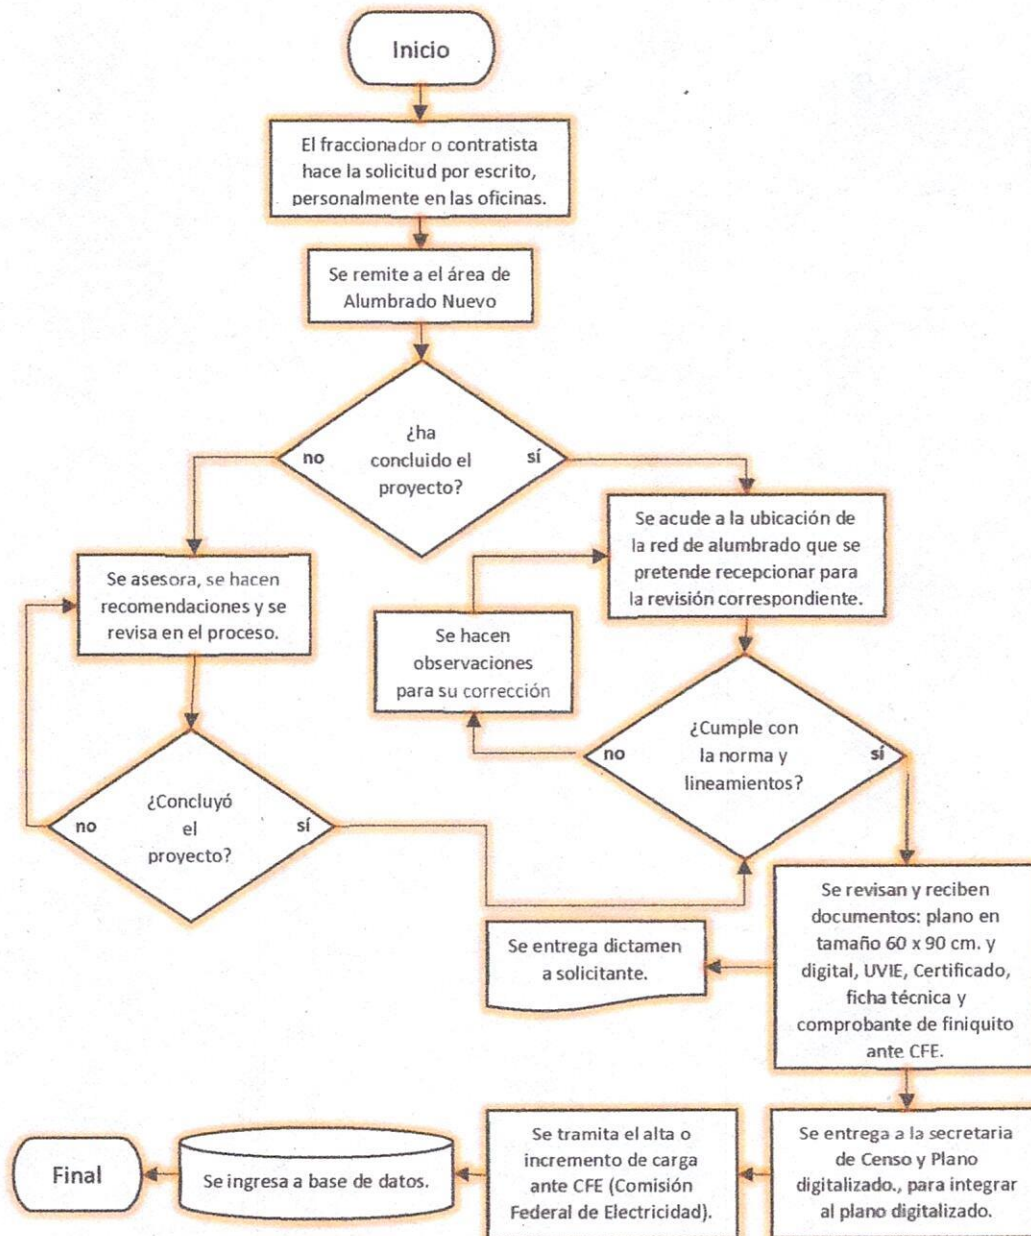 Inicio
El fraccionador o contratista
hace la solicitud por escrito,
personalmente en las oficinas.
Se remite a el área de
Alumbrado Nuevo
¿ha
concluido el
proyecto?
no
sí
Se asesora, se hacen
recomendaciones y se
revisa en el proceso.
¿Concluyó
el
proyecto?
no
sí
Se acude a la ubicación de
la red de alumbrado que se
pretende recepcionar para
la revisión correspondiente.
Se hacen
observaciones
para su corrección
¿Cumple con
la norma y
lineamientos?
no
sí
Se revisan y reciben
documentos: plano en
tamaño 60 x 90 cm. y
digital, UVIE, Certificado,
ficha técnica y
comprobante de finiquito
ante CFE.
Se entrega dictamen
a solicitante.
Se entrega a la secretaria
de Censo y Plano
digitalizado., para integrar
al plano digitalizado.
Se tramita el alta o
incremento de carga
ante CFE (Comisión
Federal de Electricidad).
Se ingresa a base de datos.
Final